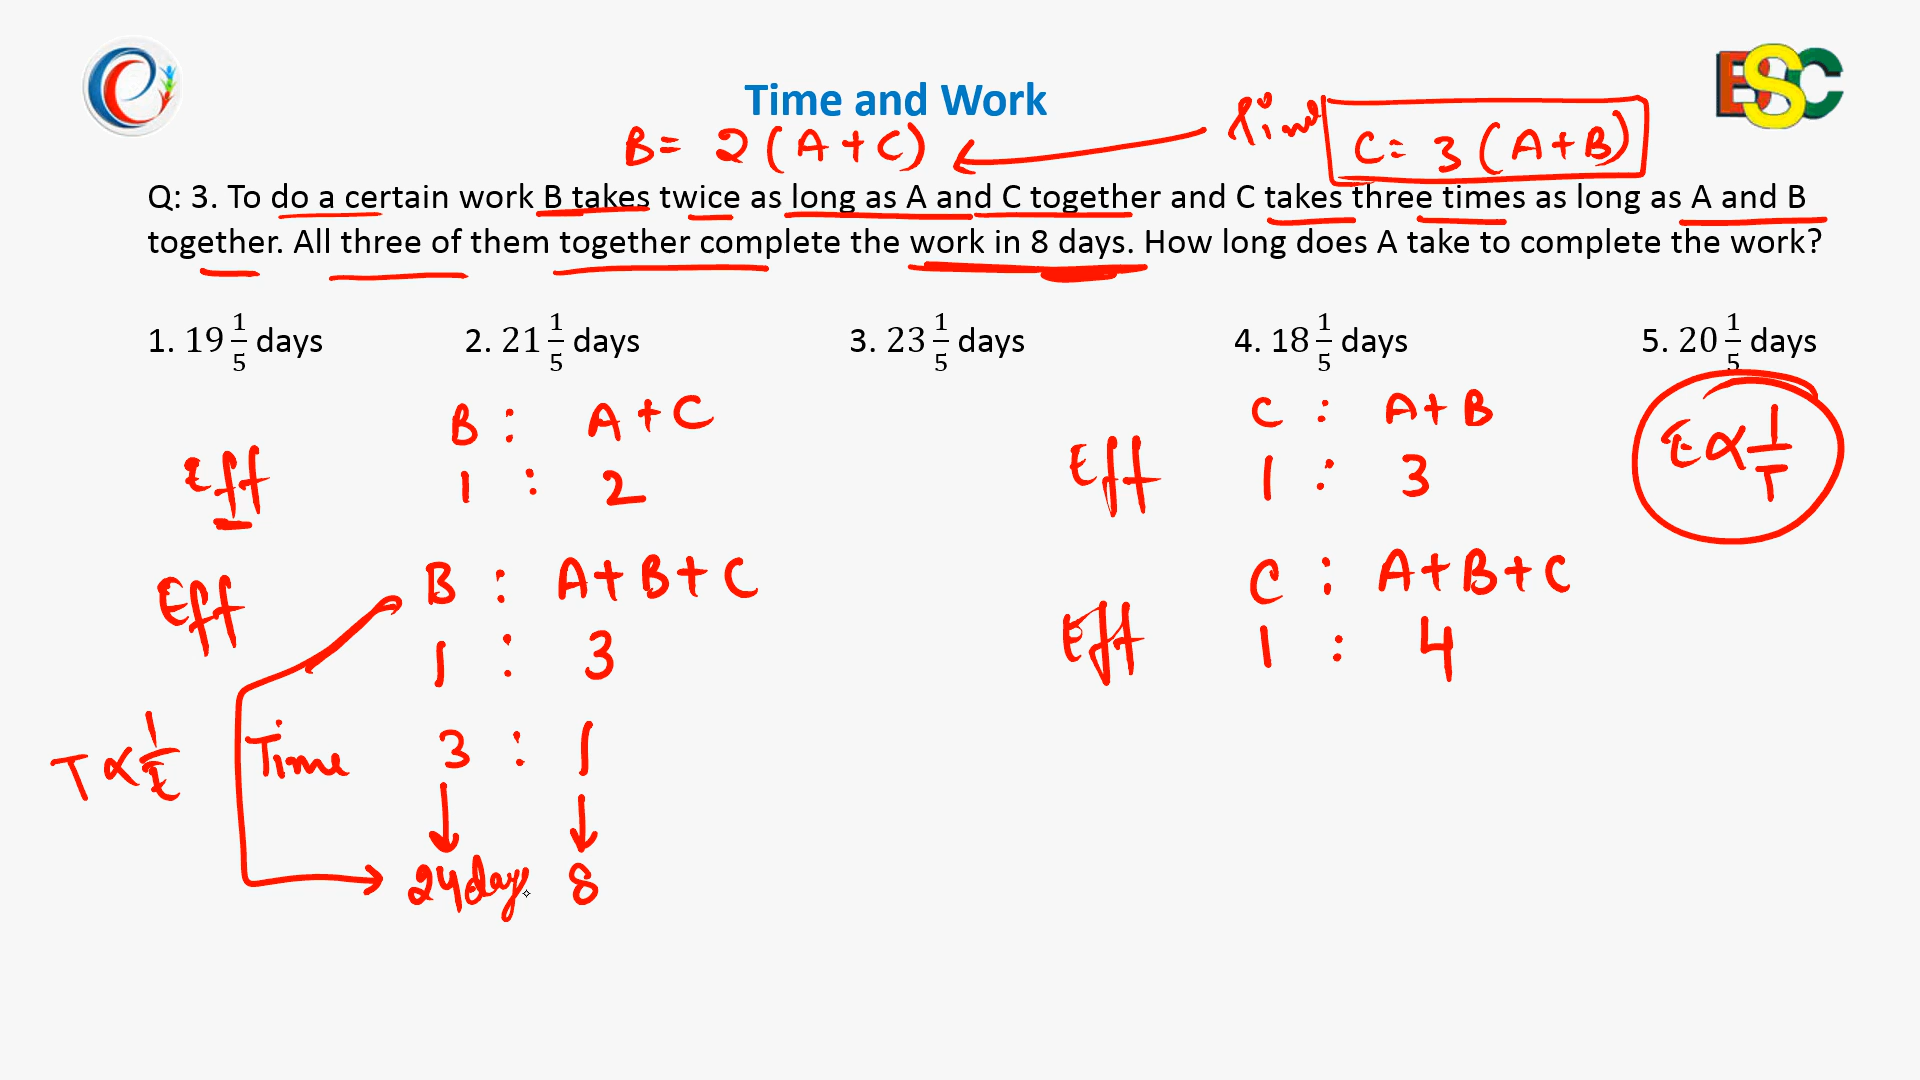 BSC
Time and Work
Time
B = 2 (A + C)
C = 3 (A + B)
Q: 3. To do a certain work B takes twice as long as A and C together and C takes three times as long as A and B
together. All three of them together complete the work in 8 days. How long does A take to complete the work?
1. 19 1/5 days 2. 21 1/5 days 3. 23 1/5 days 4. 18 1/5 days 5. 20 1/5 days
B : A + C
Eff 1 : 2
C : A + B
Eff 1 : 3
E ∝ 1/T
B : A + B + C
Eff 1 : 3
C : A + B + C
Eff 1 : 4
T ∝ 1/E
Time 3 : 1
24 days 8